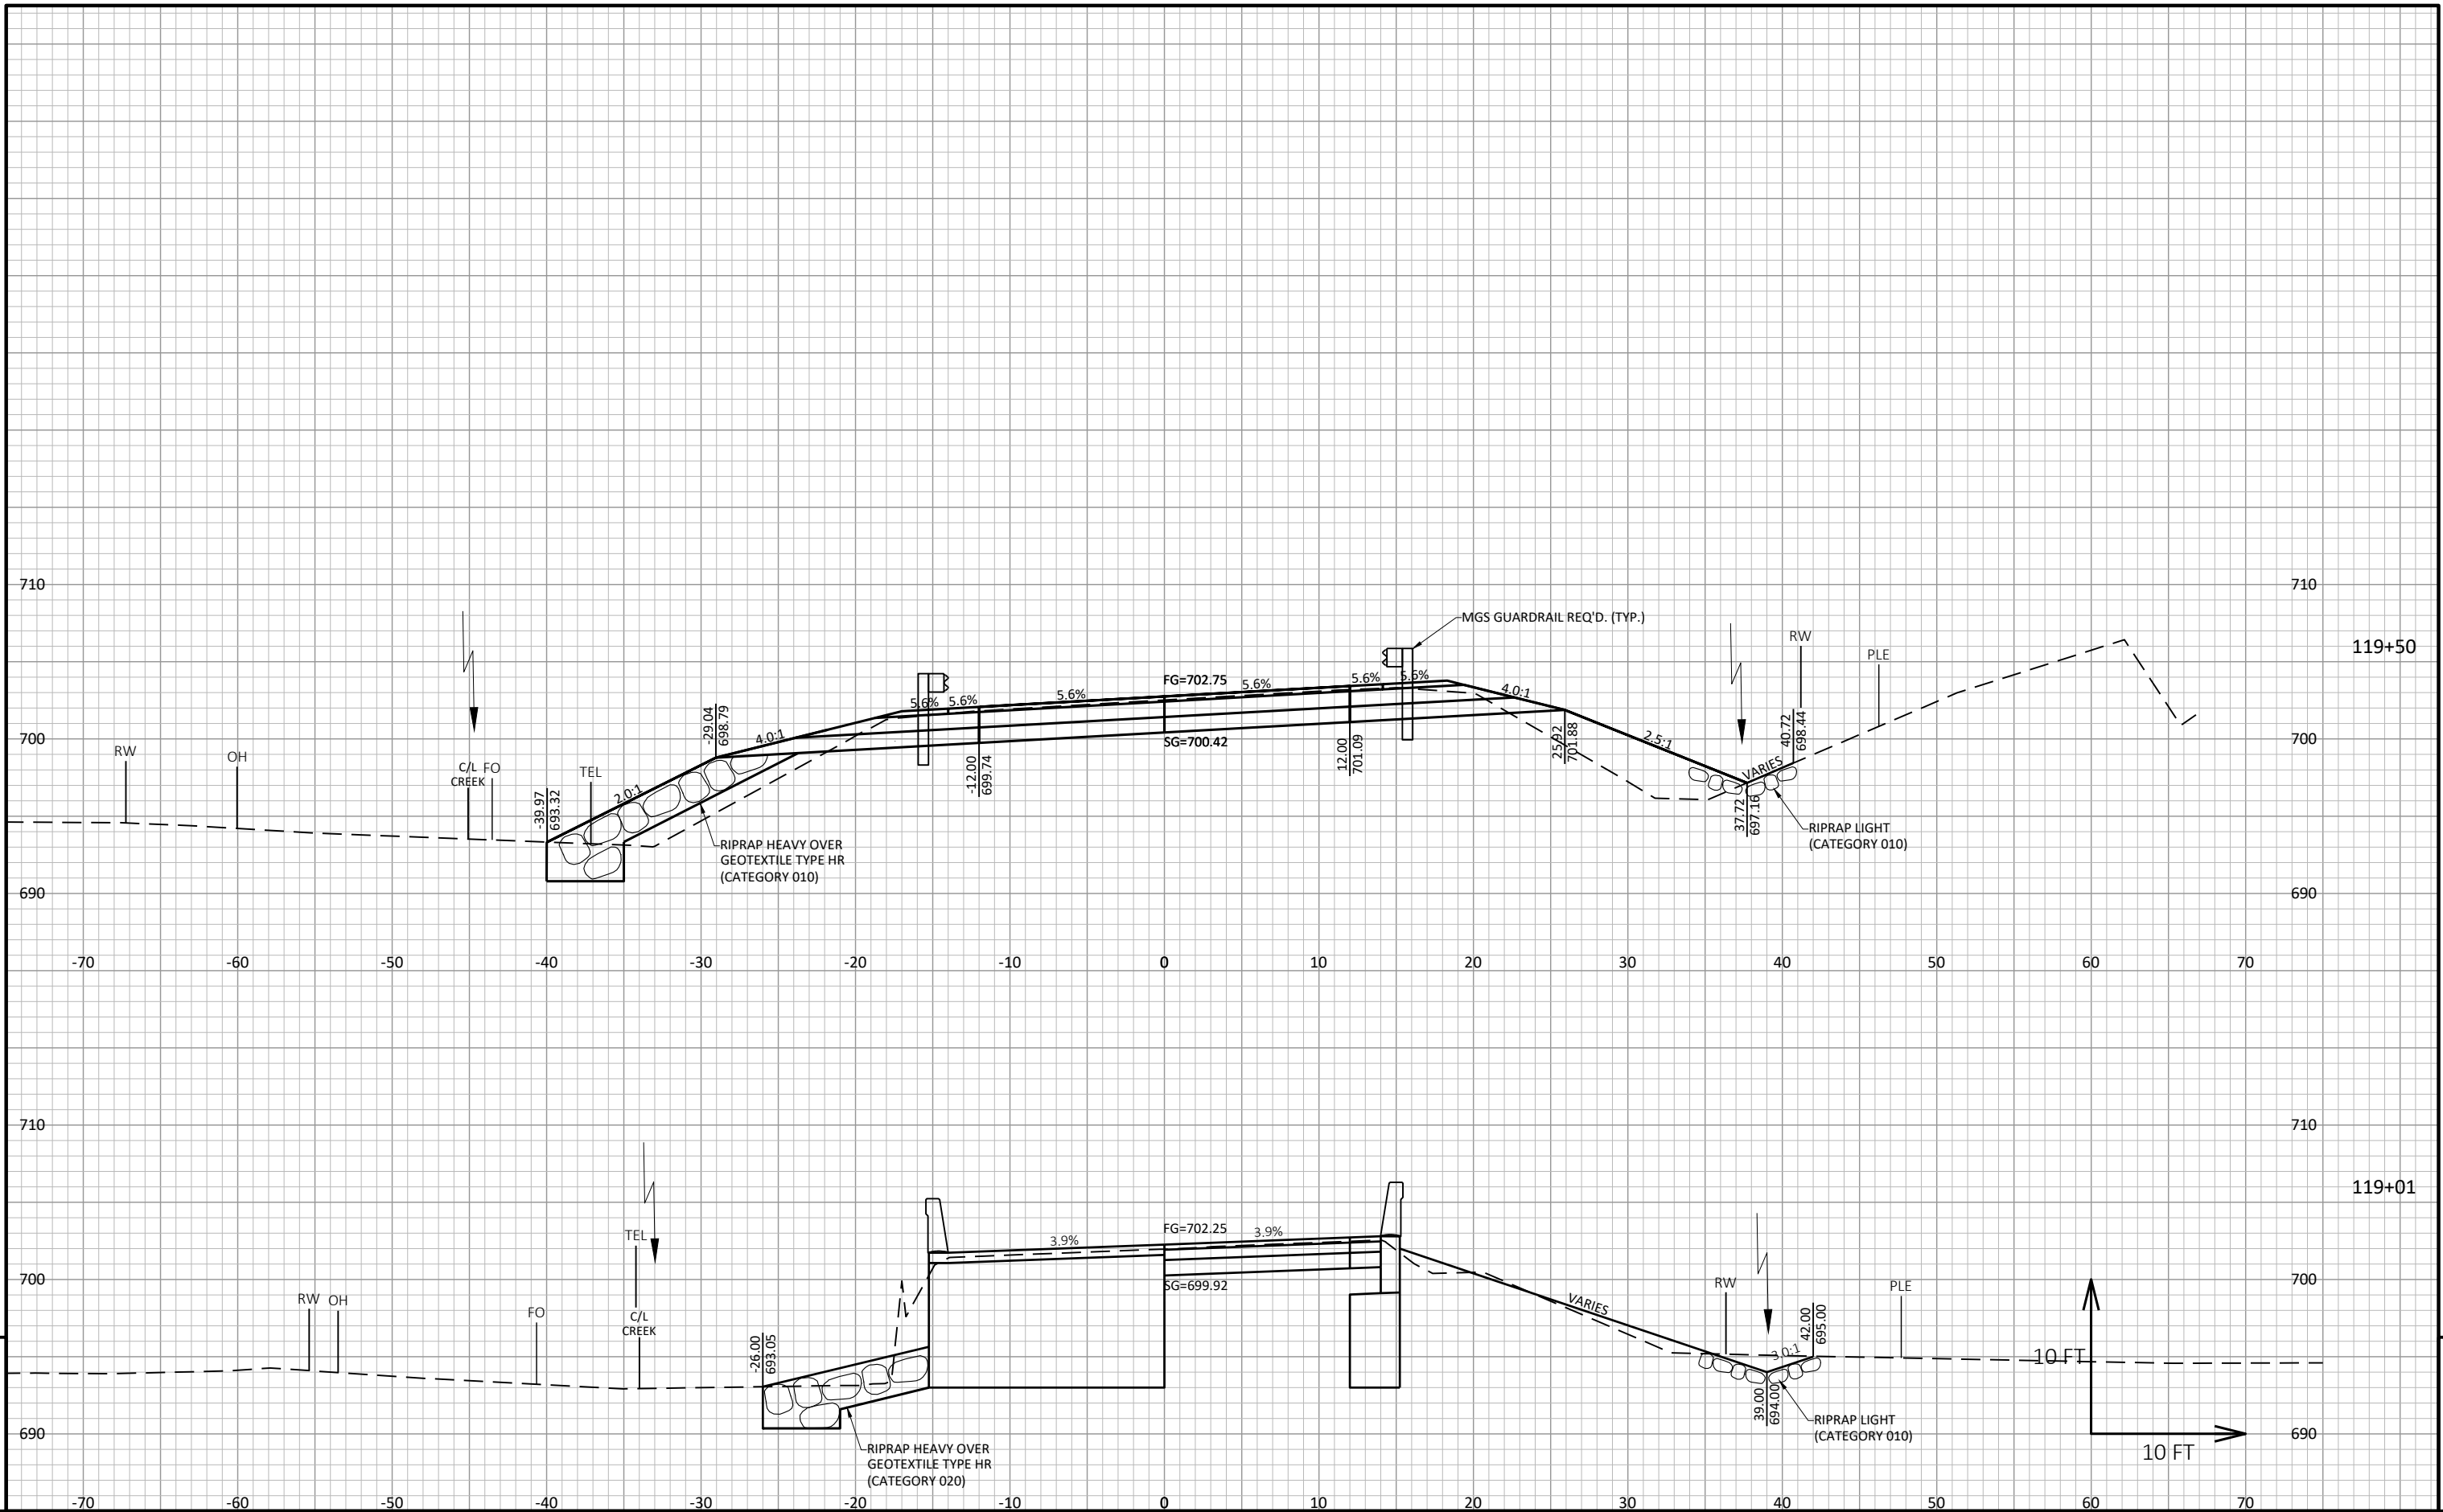 710
710
MGS GUARDRAIL REQ'D. (TYP.)
RW
119+50
PLE
FG=702.75
5.6%
5.6%
5.6%
5.6%
5.6%
5.6%
4.0:1
-29.04
698.79
4.0:1
40.72
698.44
700
700
RW
OH
C/L
CREEK
FO
TEL
SG=700.42
-12.00
699.74
12.00
701.09
25.92
701.88
2.5:1
VARIES
2.0:1
-39.97
693.32
37.72
697.16
RIPRAP LIGHT
(CATEGORY 010)
RIPRAP HEAVY OVER
GEOTEXTILE TYPE HR
(CATEGORY 010)
690
690
-70
-60
-50
-40
-30
-20
-10
0
10
20
30
40
50
60
70
710
710
119+01
TEL
FG=702.25
3.9%
3.9%
700
700
SG=699.92
RW
OH
FO
C/L
CREEK
VARIES
RW
PLE
-26.00
693.05
42.00
695.00
3.0:1
10 FT
39.00
694.00
RIPRAP LIGHT
(CATEGORY 010)
690
690
10 FT
RIPRAP HEAVY OVER
GEOTEXTILE TYPE HR
(CATEGORY 020)
-70
-60
-50
-40
-30
-20
-10
0
10
20
30
40
50
60
70